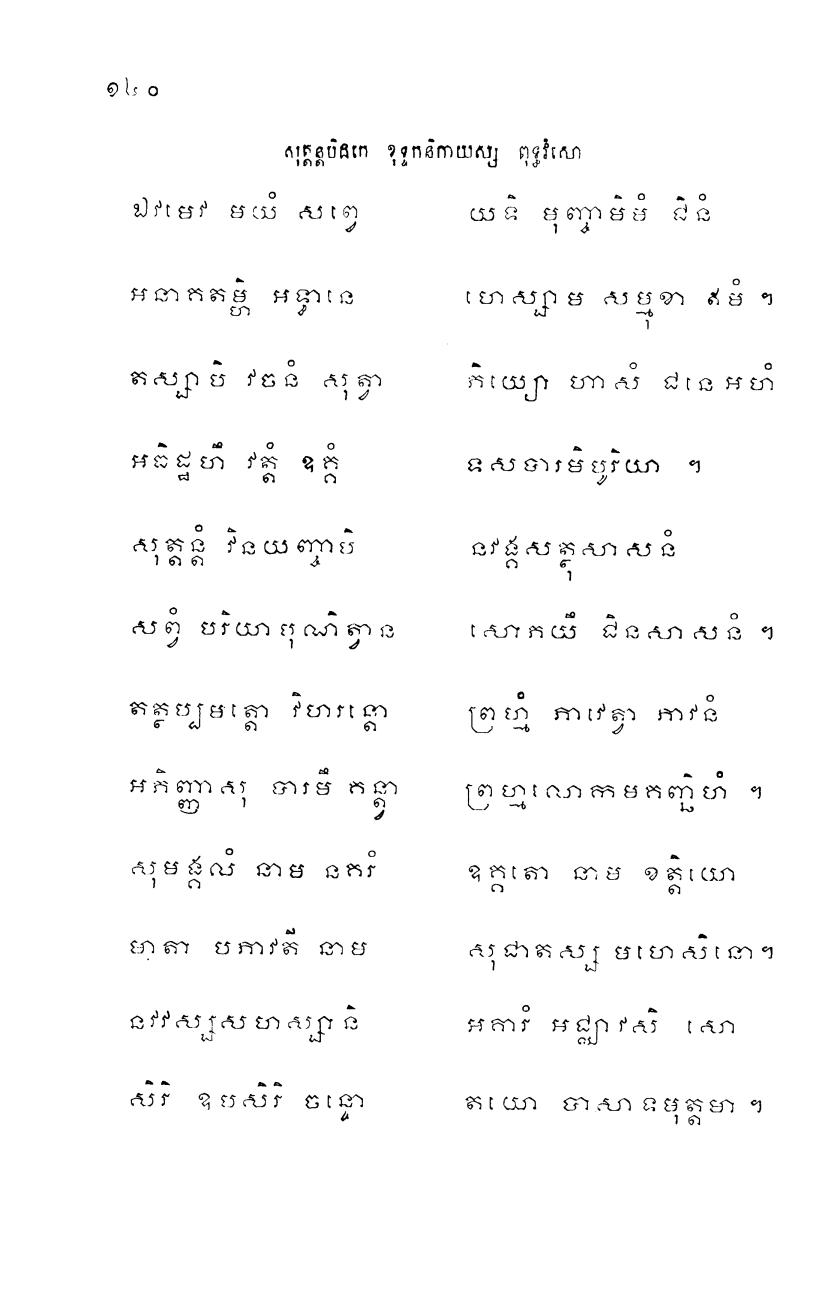 ១៤០
សុត្តន្តបិដកេ ខុទ្ទកនិកាយស្ស ពុទ្ធវំសោ
ឯវមេវ មយំ សព្វេ យទិ មុញ្ចាមិមំ ជិនំ
អនាគតម្ហិ អទ្ធានេ ហេស្សាម សម្មុខា ឥមំ ។
តស្សាបិ វចនំ សុត្វា ភិយ្យោ ហាសំ ជនេអហំ
អធិដ្ឋហឹ វត្តំ ឧគ្គំ ទសបារមិបូរិយា ។
សុត្តន្តំ វិនយញ្ចាបិ នវង្គសត្ថុសាសនំ
សព្វំ បរិយាបុណិត្វាន សោភយឹ ជិនសាសនំ ។
តត្ថប្បមត្តោ វិហរន្តោ ព្រហ្មំ ភាវេត្វា ភាវនំ
អភិញ្ញាសុ បារមឹ គន្ត្វា ព្រហ្មលោកមគញ្ឆិហំ ។
សុមង្គលំ នាម នគរំ ឧគ្គតោ នាម ខត្តិយោ
មាតា បភាវតី នាម សុជាតស្ស មហេសិនោ។
នវវស្សសហស្សានិ អគារំ អជ្ឈាវសិ សោ
សិរិ ឧបសិរិ ចន្ទោ តយោ បាសាទមុត្តមា ។